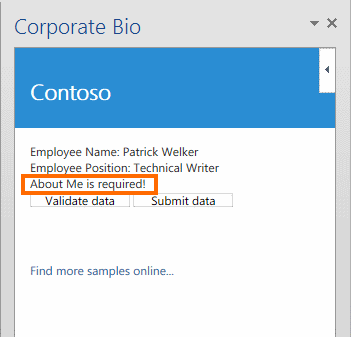 Corporate Bio
Contoso
Employee Name: Patrick Welker
Employee Position: Technical Writer
About Me is required!
Validate data Submit data
Find more samples online...